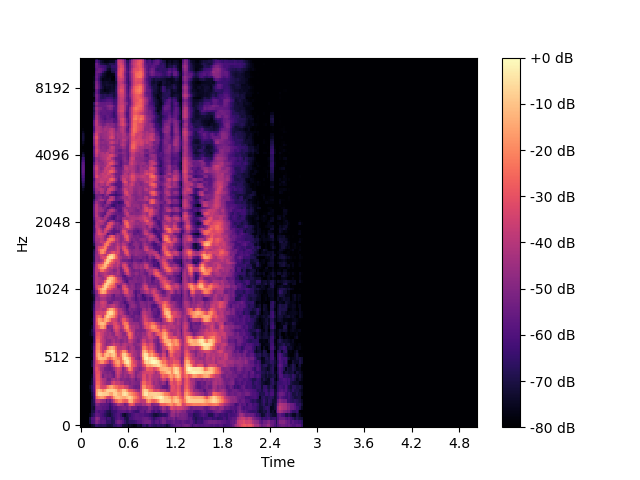 8192
4096
2048
1024
512
0
Hz
0 0.6 1.2 1.8 2.4 3 3.6 4.2 4.8
Time
+0 dB
-10 dB
-20 dB
-30 dB
-40 dB
-50 dB
-60 dB
-70 dB
-80 dB